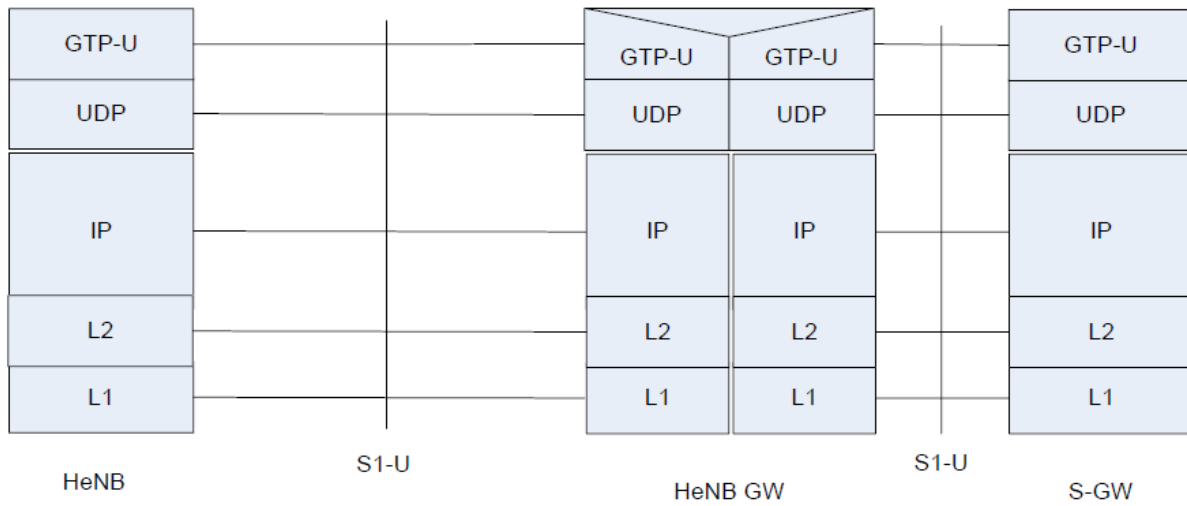 GTP-U GTP-U GTP-U GTP-U
UDP UDP UDP UDP
IP IP IP IP
L2 L2 L2 L2
L1 L1 L1 L1
S1-U S1-U
HeNB HeNB GW S-GW